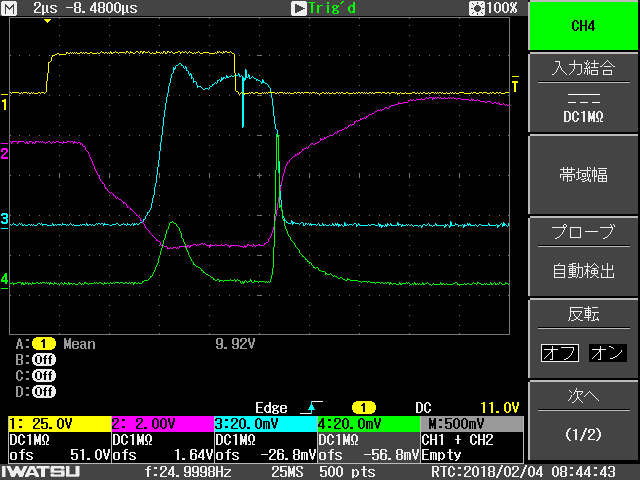 M 2µs -8.4800µs Trig'd 100%
CH4
入力結合
DC1MΩ
帯域幅
プローブ
自動検出
反転
オフ オン
次へ
(1/2)
T
1
2
3
4
A: 1 Mean 9.92V
B: Off
C: Off
D: Off
Edge 1 DC 11.0V
1: 25.0V 2: 2.00V 3:20.0mV 4:20.0mV M:500mV
DC1MΩ DC1MΩ DC1MΩ DC1MΩ CH1 + CH2
ofs 51.0V ofs 1.64V ofs -26.8mV ofs -56.8mV Empty
IWATSU f:24.9998Hz 25MS 500 pts RTC:2018/02/04 08:44:43